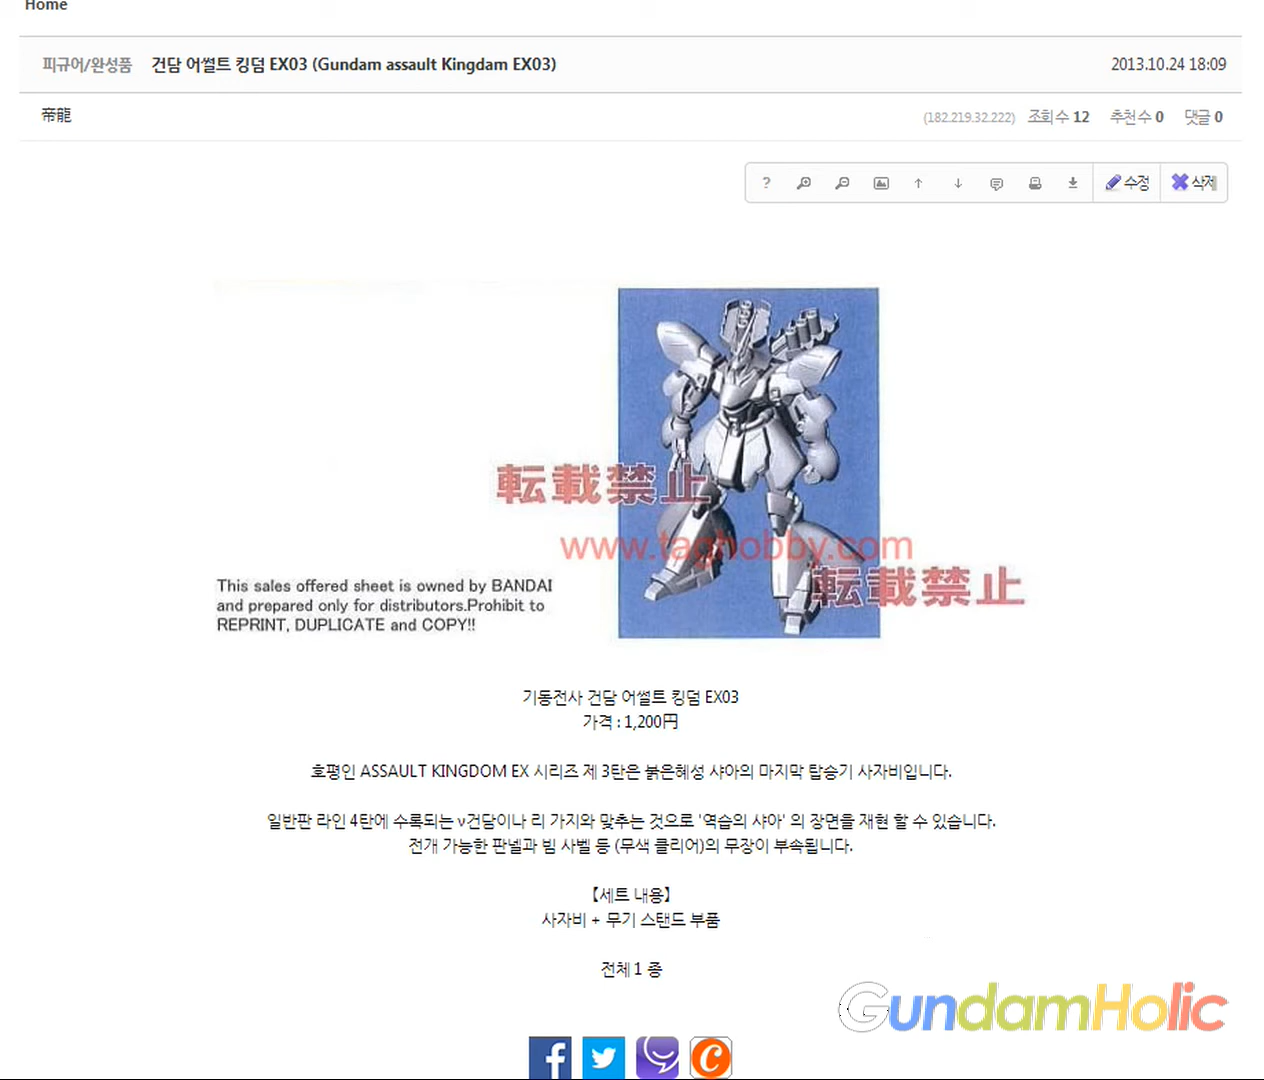 Home
피규어/완성품 건담 어썰트 킹덤 EX03 (Gundam assault Kingdam EX03) 2013.10.24 18:09
帝龍 (182.219.32.222) 조회 수 12 추천 수 0 댓글 0
? 수정 삭제
転載禁止
www.taghobby.com
転載禁止
This sales offered sheet is owned by BANDAI
and prepared only for distributors.Prohibit to
REPRINT, DUPLICATE and COPY!!
기동전사 건담 어썰트 킹덤 EX03
가격 : 1,200円
호평인 ASSAULT KINGDOM EX 시리즈 제 3탄은 붉은혜성 샤아의 마지막 탑승기 사자비입니다.
일반판 라인 4탄에 수록되는 ν건담이나 리 가지와 맞추는 것으로 '역습의 샤아' 의 장면을 재현 할 수 있습니다.
전개 가능한 판넬과 빔 사벨 등 (무색 클리어)의 무장이 부속됩니다.
【세트 내용】
사자비 + 무기 스탠드 부품
전체 1 종
GundamHolic